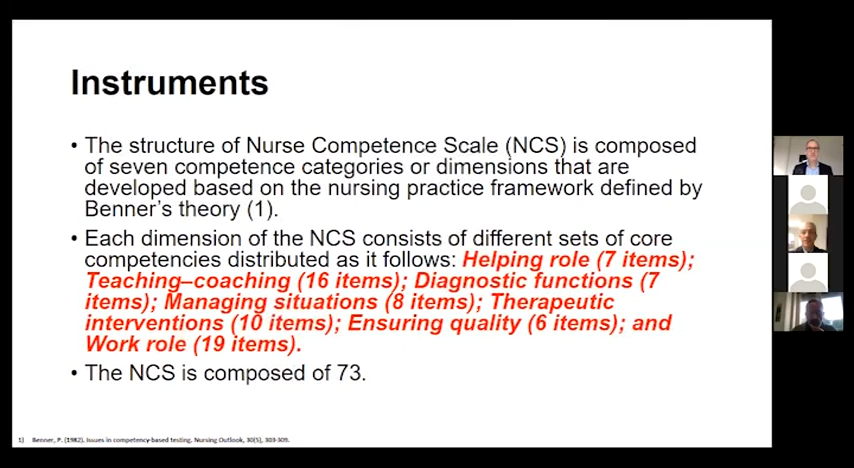 Instruments
• The structure of Nurse Competence Scale (NCS) is composed
of seven competence categories or dimensions that are
developed based on the nursing practice framework defined by
Benner's theory (1).
• Each dimension of the NCS consists of different sets of core
competencies distributed as it follows: Helping role (7 items);
Teaching–coaching (16 items); Diagnostic functions (7
items); Managing situations (8 items); Therapeutic
interventions (10 items); Ensuring quality (6 items); and
Work role (19 items).
• The NCS is composed of 73.
1) Benner, P. (1982). Issues in competency-based testing. Nursing Outlook, 30(5), 303-309.